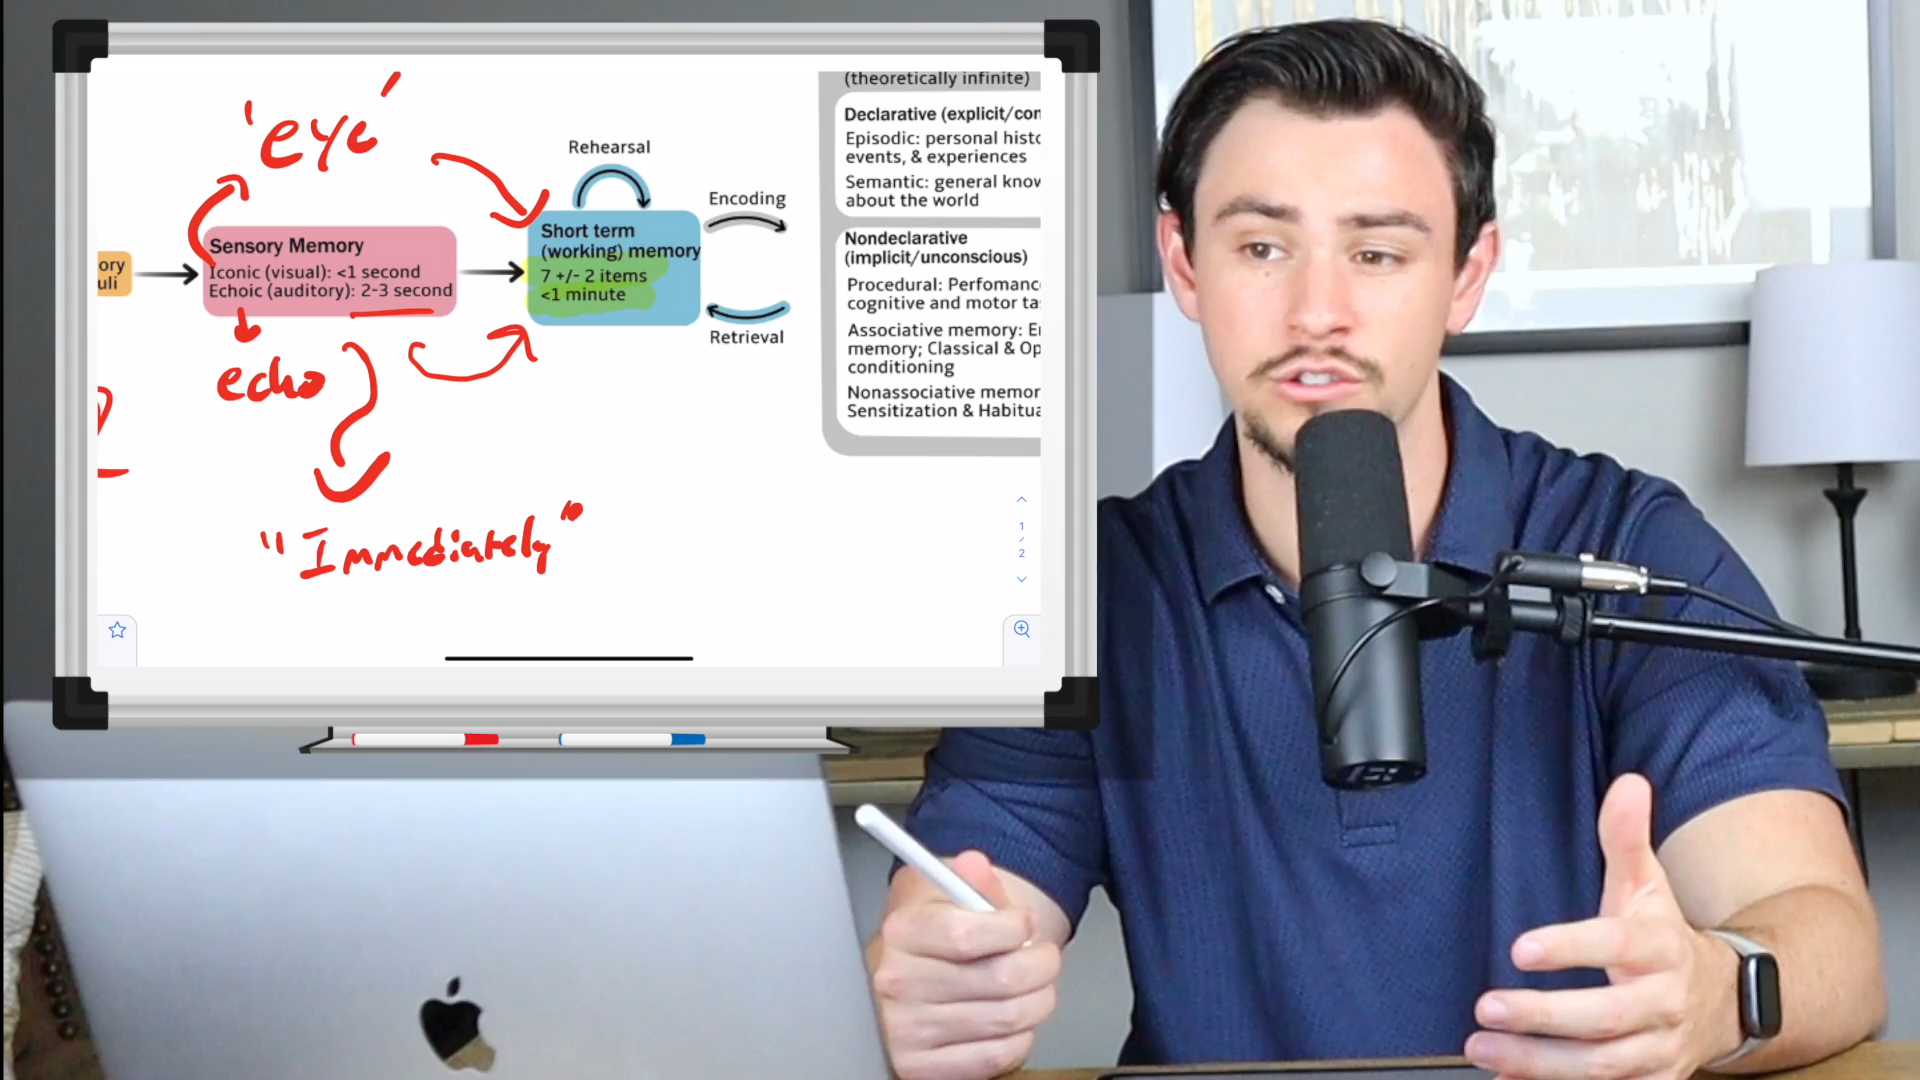 'eye'
Rehearsal
Encoding
Sensory Memory
Iconic (visual): <1 second
Echoic (auditory): 2-3 second
ory
uli
Short term
(working) memory
7 +/- 2 items
<1 minute
Retrieval
echo
"Immediately"
(theoretically infinite)
Declarative (explicit/con
Episodic: personal histo
events, & experiences
Semantic: general know
about the world
Nondeclarative
(implicit/unconscious)
Procedural: Perfomanc
cognitive and motor ta
Associative memory: E
memory; Classical & Op
conditioning
Nonassociative memor
Sensitization & Habitua
1
/
2